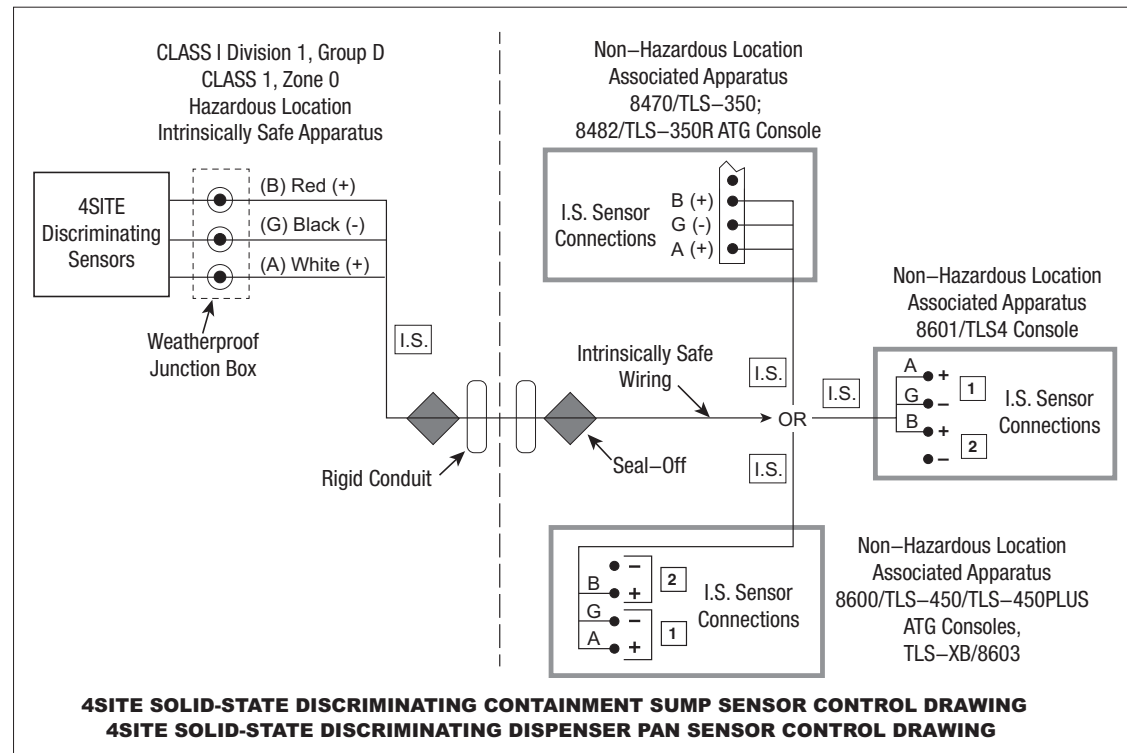 CLASS I Division 1, Group D
CLASS 1, Zone 0
Hazardous Location
Intrinsically Safe Apparatus
4SITE
Discriminating
Sensors
(B) Red (+)
(G) Black (-)
(A) White (+)
Weatherproof
Junction Box
I.S.
Rigid Conduit
Seal–Off
Intrinsically Safe
Wiring
Non–Hazardous Location
Associated Apparatus
8470/TLS–350;
8482/TLS–350R ATG Console
I.S. Sensor
Connections
B (+)
G (-)
A (+)
I.S.
OR
I.S.
I.S.
Non–Hazardous Location
Associated Apparatus
8601/TLS4 Console
A +
G –
B +
–
1
2
I.S. Sensor
Connections
–
B +
G –
A +
2
1
I.S. Sensor
Connections
Non–Hazardous Location
Associated Apparatus
8600/TLS–450/TLS–450PLUS
ATG Consoles,
TLS–XB/8603
4SITE SOLID-STATE DISCRIMINATING CONTAINMENT SUMP SENSOR CONTROL DRAWING
4SITE SOLID-STATE DISCRIMINATING DISPENSER PAN SENSOR CONTROL DRAWING